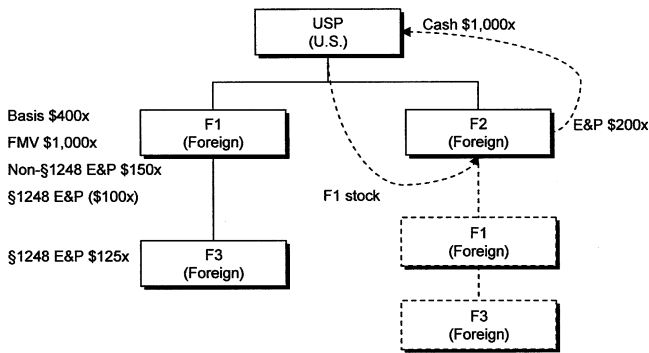 USP
(U.S.)
Cash $1,000x
Basis $400x
FMV $1,000x
Non-§1248 E&P $150x
§1248 E&P ($100x)
F1
(Foreign)
F2
(Foreign)
E&P $200x
F1 stock
F1
(Foreign)
§1248 E&P $125x
F3
(Foreign)
F3
(Foreign)